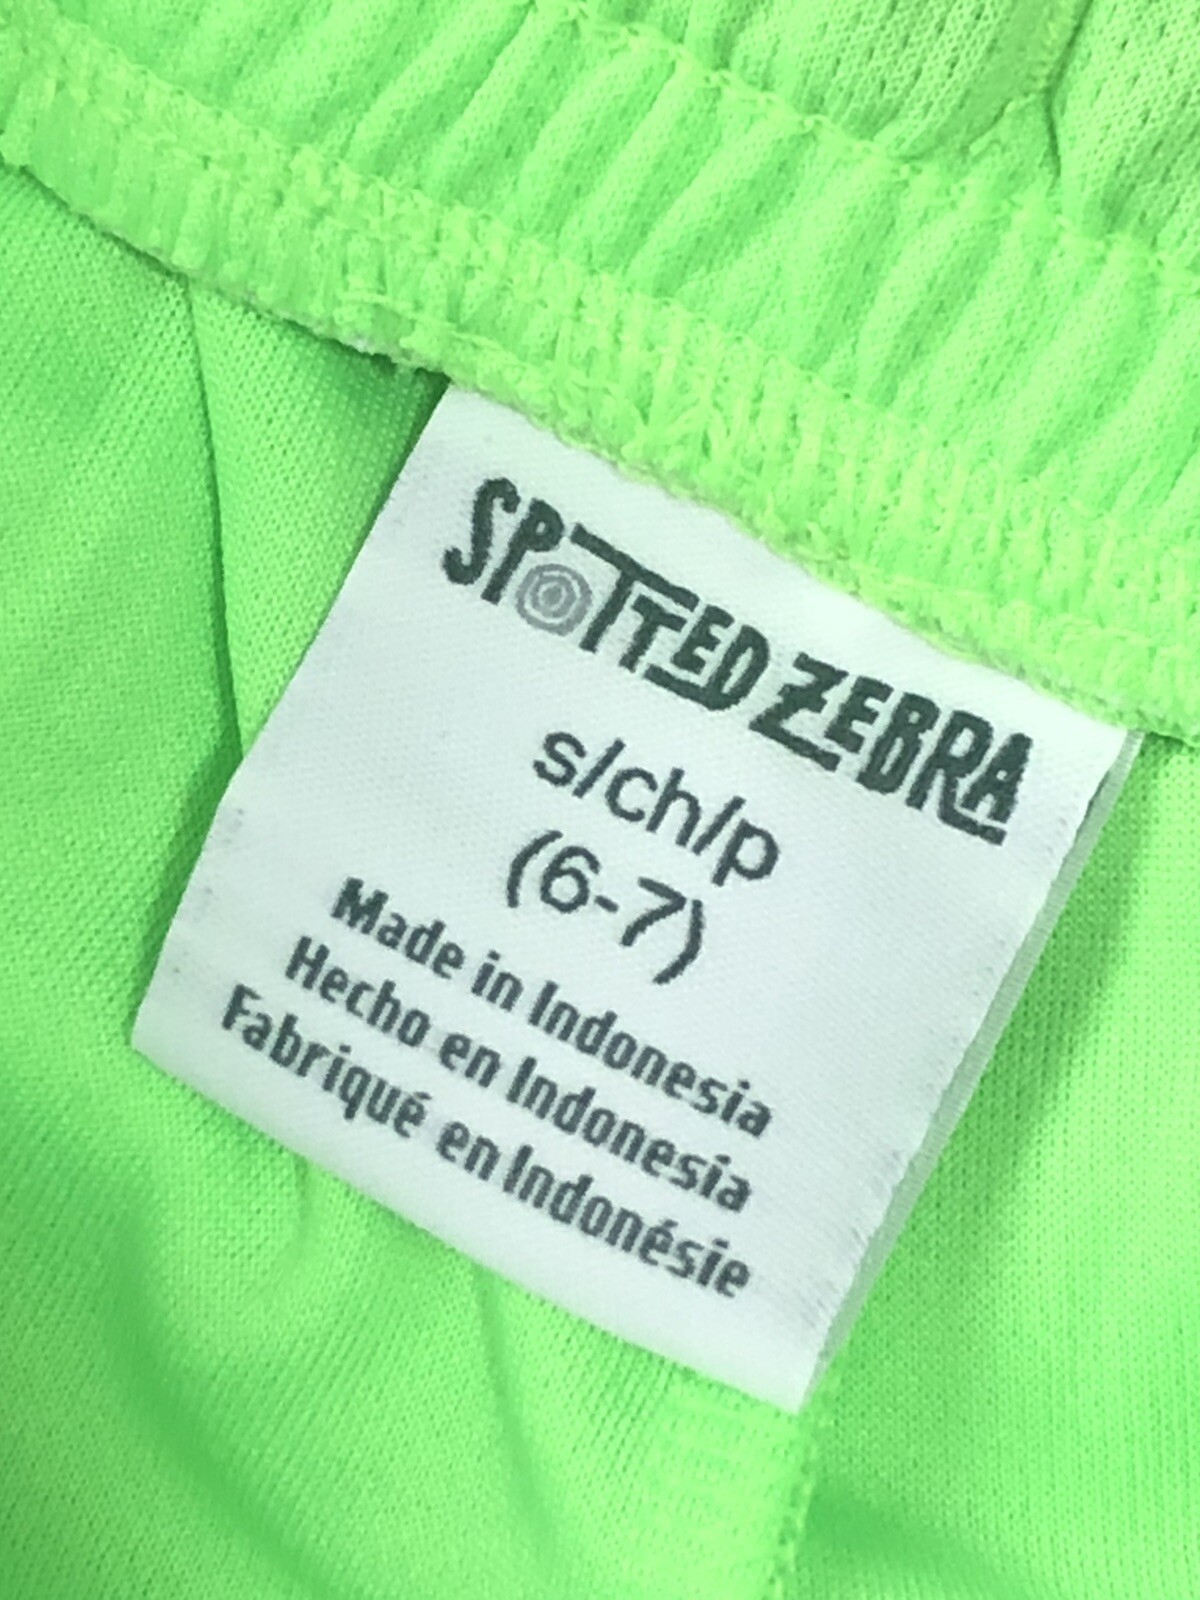 SPOTTED ZEBRA
s/ch/p
(6-7)
Made in Indonesia
Hecho en Indonesia
Fabriqué en Indonésie